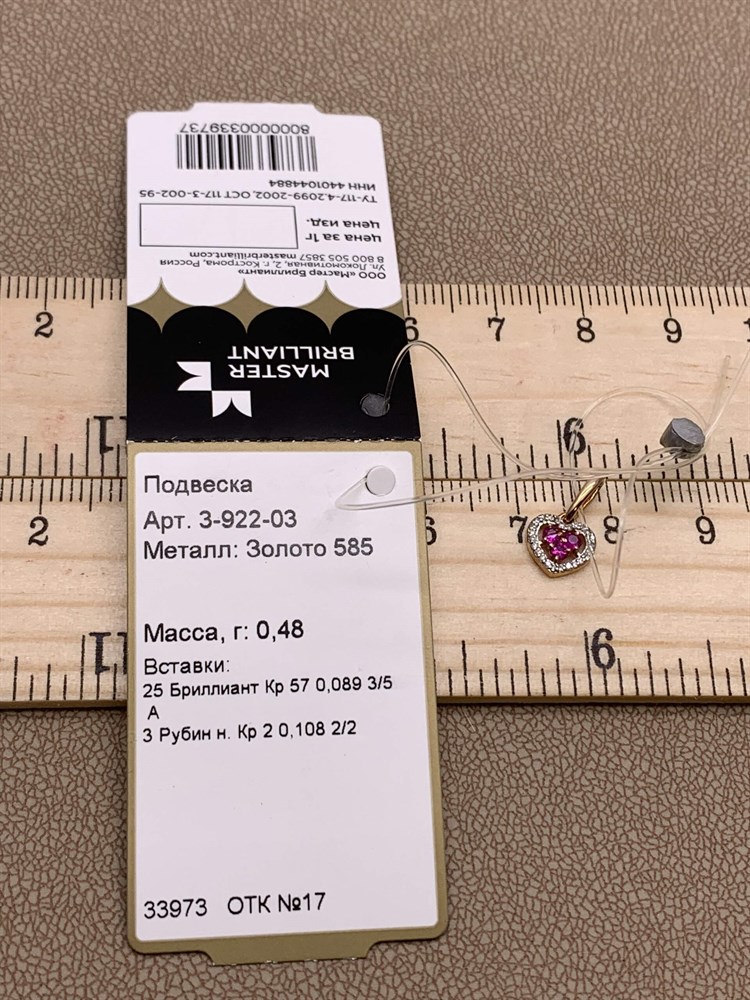 8000000339737
ТУ-117-4.2099-2002, ОСТ 117-3-002-95
ИНН 4401044884
цена за 1г
цена изд.
ООО «Мастер Бриллиант»
Ул. Локомотивная, 2, г. Кострома, Россия
8 800 505 3857 masterbrilliant.com
MASTER
BRILLIANT
2 6 7 8 9
11 6
Подвеска
Арт. 3-922-03
Металл: Золото 585
2 6 7 8 9
Масса, г: 0,48
11 6
Вставки:
25 Бриллиант Кр 57 0,089 3/5
А
3 Рубин н. Кр 2 0,108 2/2
33973 ОТК №17